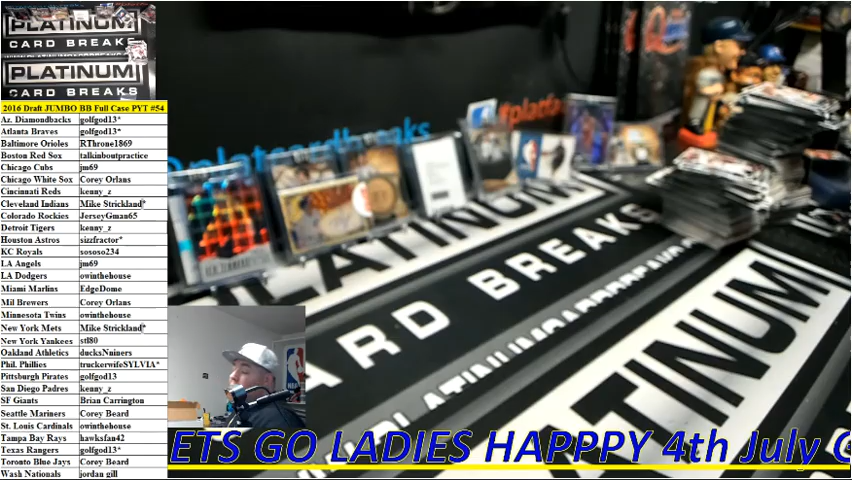 PLATINUM
CARD BREAKS
PLATINUM
CARD BREAKS
2016 Draft JUMBO BB Full Case PYT #54
Az. Diamondbacks golfgod13*
Atlanta Braves golfgod13*
Baltimore Orioles RThrone1869
Boston Red Sox talkinboutpractice
Chicago Cubs jm69
Chicago White Sox Corey Orlans
Cincinnati Reds kenny_z
Cleveland Indians Mike Strickland*
Colorado Rockies JerseyGman65
Detroit Tigers kenny_z
Houston Astros sizzfractor*
KC Royals sososo234
LA Angels jm69
LA Dodgers owinthehouse
Miami Marlins EdgeDome
Mil Brewers Corey Orlans
Minnesota Twins owinthehouse
New York Mets Mike Strickland*
New York Yankees stl80
Oakland Athletics ducksNniners
Phil. Phillies truckerwifeSYLVIA*
Pittsburgh Pirates golfgod13
San Diego Padres kenny_z
SF Giants Brian Carrington
Seattle Mariners Corey Beard
St. Louis Cardinals owinthehouse
Tampa Bay Rays hawksfan42
Texas Rangers golfgod13*
Toronto Blue Jays Corey Beard
Wash Nationals jordan gill
@platcardbreaks
#platin
PLATINUM
CARD BREAKS
PLATINUM
ATINUM
ETS GO LADIES HAPPPY 4th July